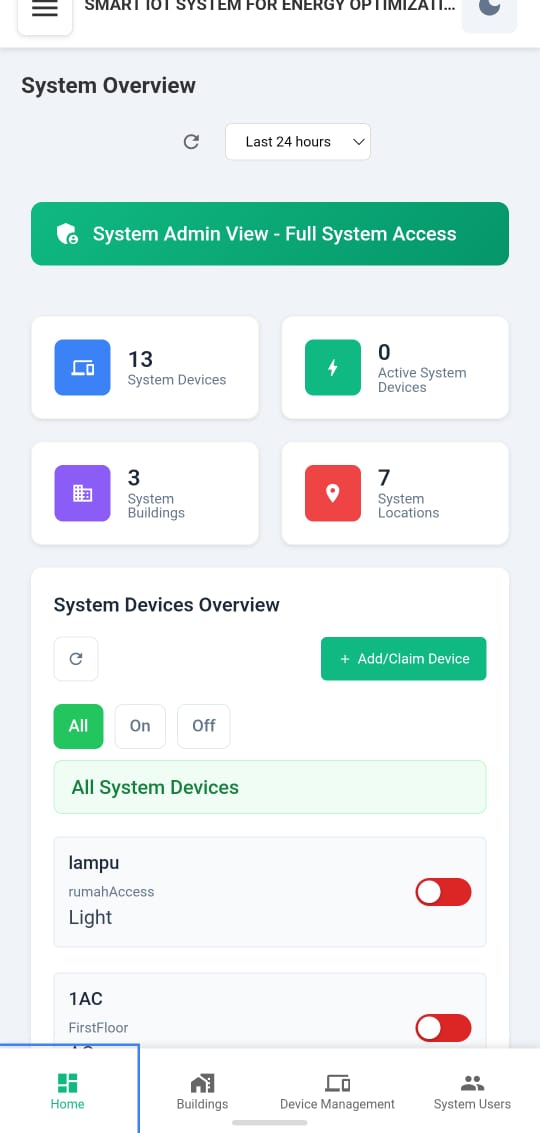 SMART IOT SYSTEM FOR ENERGY OPTIMIZATI...
System Overview
Last 24 hours
System Admin View - Full System Access
13
System Devices
0
Active System
Devices
3
System
Buildings
7
System
Locations
System Devices Overview
+ Add/Claim Device
All On Off
All System Devices
lampu
rumahAccess
Light
1AC
FirstFloor
Home Buildings Device Management System Users